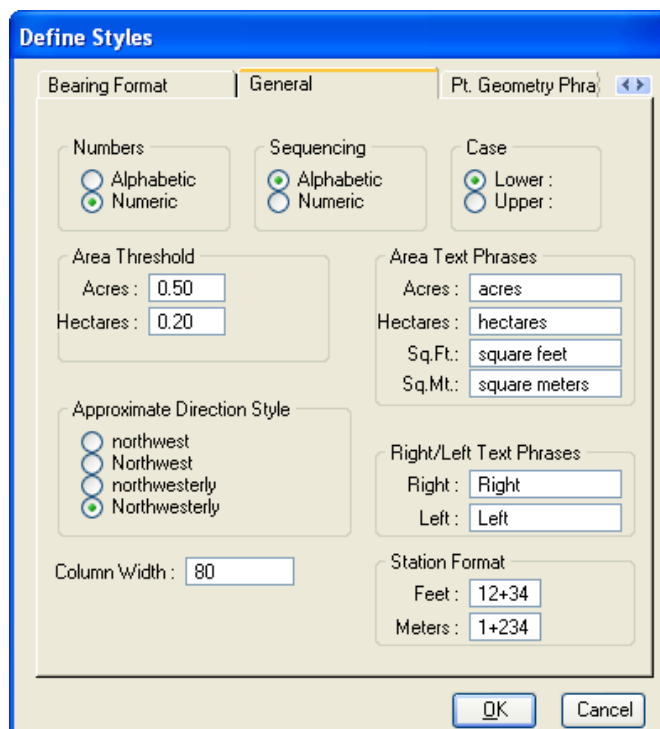 Define Styles
Bearing Format
General
Pt. Geometry Phra
Numbers
Alphabetic
Numeric
Sequencing
Alphabetic
Numeric
Case
Lower :
Upper :
Area Threshold
Acres : 0.50
Hectares : 0.20
Area Text Phrases
Acres : acres
Hectares : hectares
Sq.Ft.: square feet
Sq.Mt.: square meters
Approximate Direction Style
northwest
Northwest
northwesterly
Northwesterly
Right/Left Text Phrases
Right : Right
Left : Left
Column Width : 80
Station Format
Feet : 12+34
Meters : 1+234
OK
Cancel